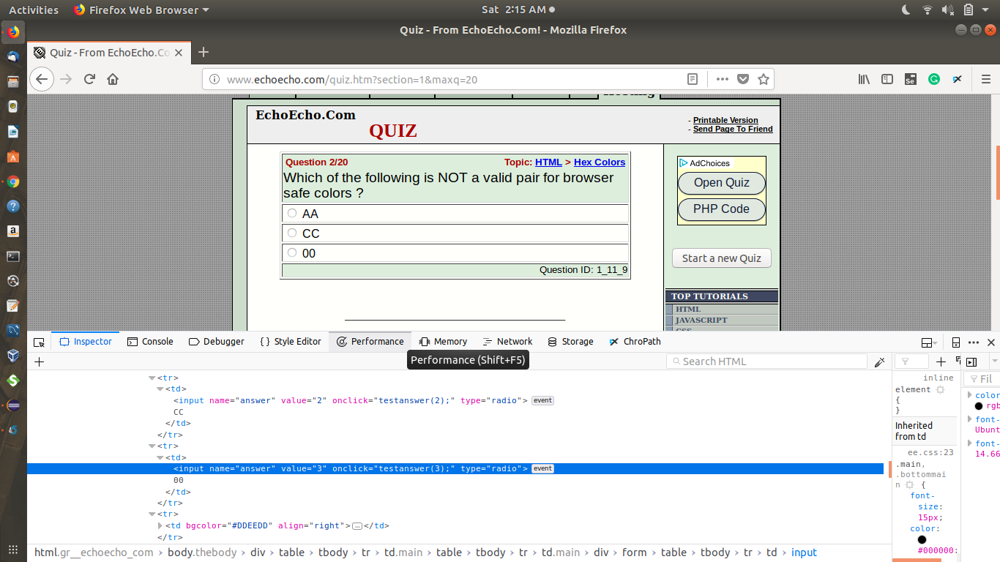 Activities Firefox Web Browser Sat 2:15 AM
Quiz - From EchoEcho.Com! - Mozilla Firefox
Quiz - From EchoEcho.Co
www.echoecho.com/quiz.htm?section=1&maxq=20
EchoEcho.Com
QUIZ
- Printable Version
- Send Page To Friend
Question 2/20 Topic: HTML > Hex Colors
Which of the following is NOT a valid pair for browser
safe colors ?
AA
CC
00
Question ID: 1_11_9
AdChoices
Open Quiz
PHP Code
Start a new Quiz
TOP TUTORIALS
HTML
JAVASCRIPT
Inspector Console Debugger { } Style Editor Performance Memory Network Storage ChroPath
Performance (Shift+F5)
+ Search HTML
<tr>
<td>
<input name="answer" value="2" onclick="testanswer(2);" type="radio"> event
CC
</td>
</tr>
<tr>
<td>
<input name="answer" value="3" onclick="testanswer(3);" type="radio"> event
00
</td>
</tr>
<tr>
<td bgcolor="#DDEEDD" align="right">…</td>
</tr>
html.gr__echoecho_com > body.thebody > div > table > tbody > tr > td.main > table > tbody > tr > td.main > div > form > table > tbody > tr > td > input
inline
element
{
}
Inherited
from td
ee.css:23
.main,
.bottommai
n {
font-
size:
15px;
color:
#000000;
Fil
color
rgb
font-
Ubunt
font-
14.66